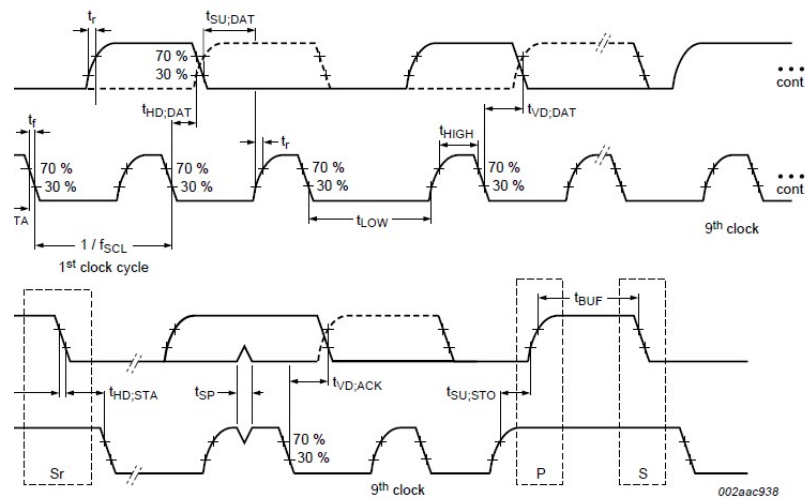 tr
tSU;DAT
70 %
30 %
tHD;DAT
tVD;DAT
cont.
tf
tr
tHIGH
70 %
30 %
70 %
30 %
70 %
30 %
70 %
30 %
cont.
TA
tLOW
1 / fSCL
1st clock cycle
9th clock
tBUF
tHD;STA
tSP
tVD;ACK
tSU;STO
70 %
30 %
Sr
9th clock
P
S
002aac938